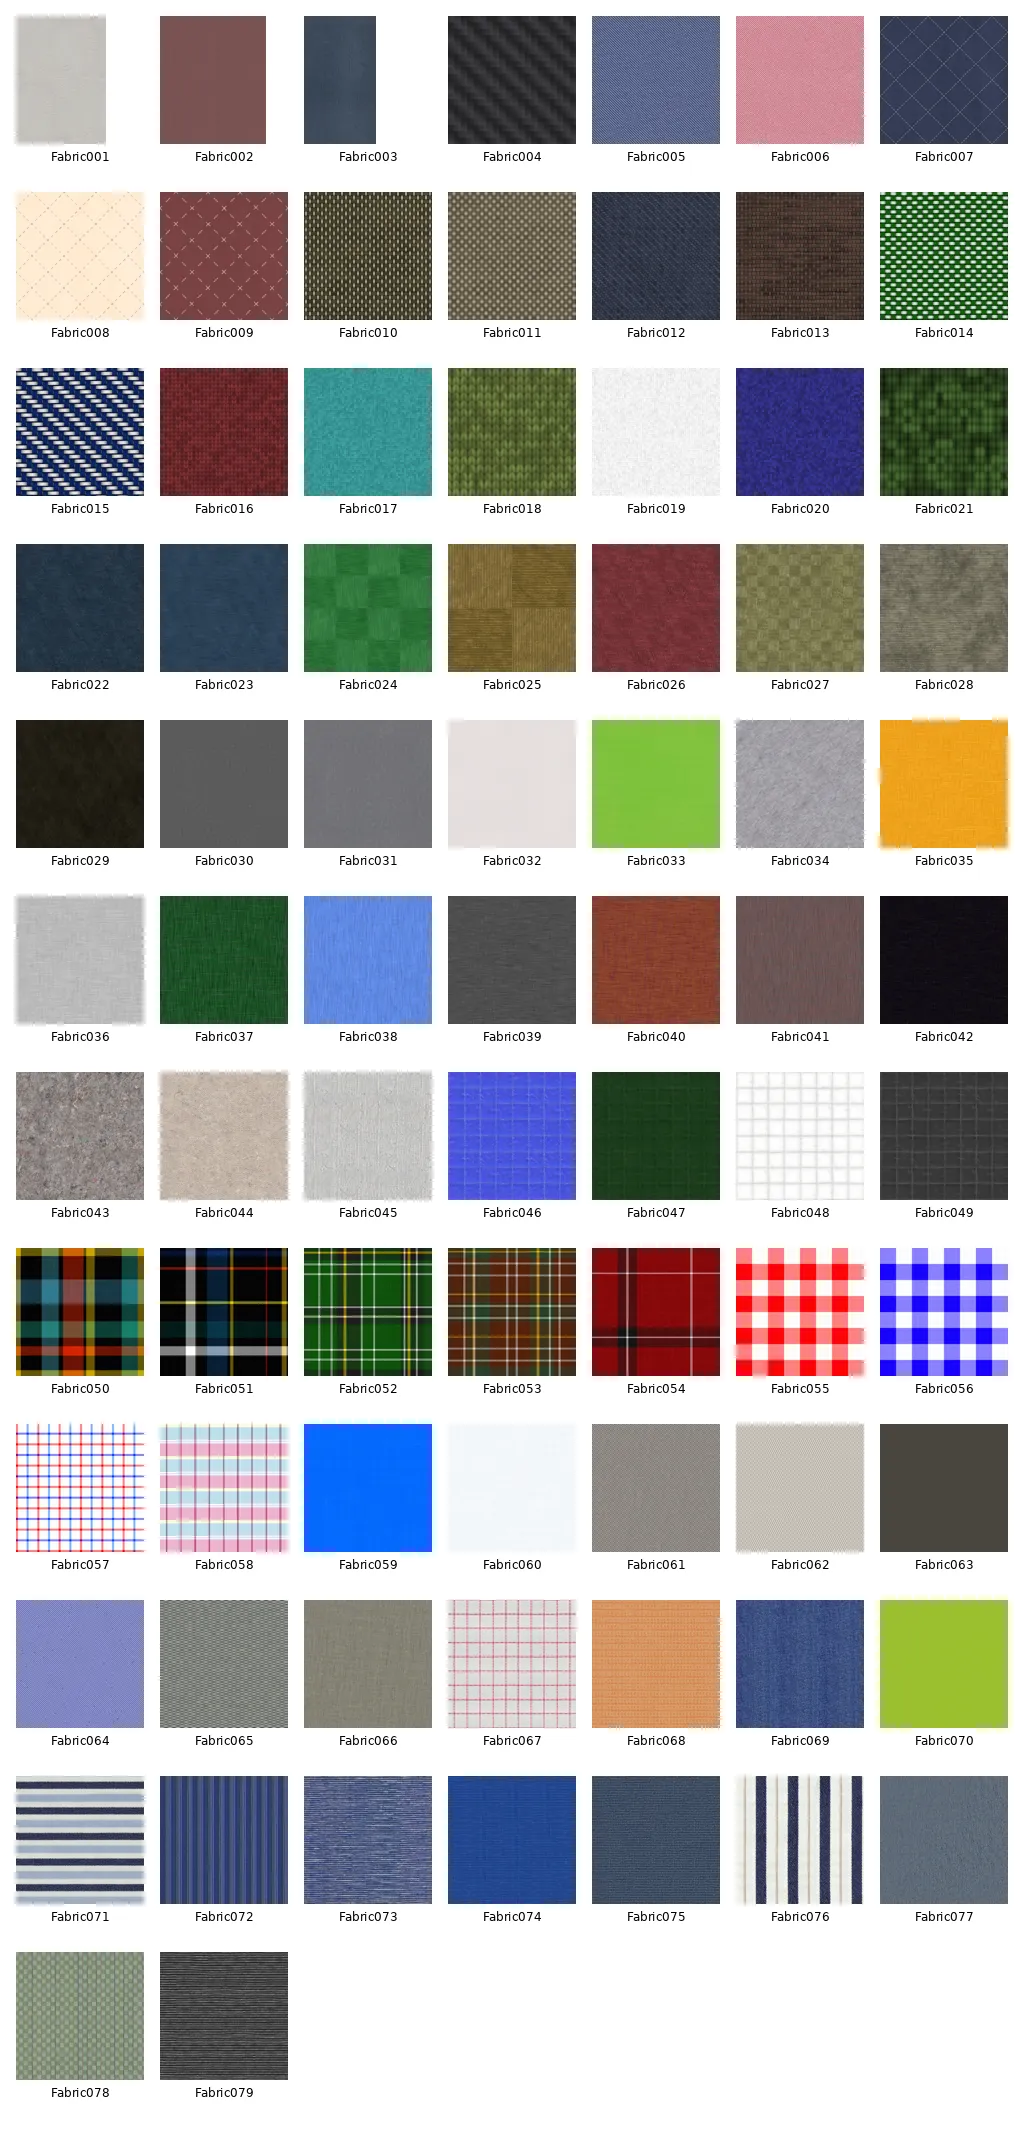 Fabric001 Fabric002 Fabric003 Fabric004 Fabric005 Fabric006 Fabric007
Fabric008 Fabric009 Fabric010 Fabric011 Fabric012 Fabric013 Fabric014
Fabric015 Fabric016 Fabric017 Fabric018 Fabric019 Fabric020 Fabric021
Fabric022 Fabric023 Fabric024 Fabric025 Fabric026 Fabric027 Fabric028
Fabric029 Fabric030 Fabric031 Fabric032 Fabric033 Fabric034 Fabric035
Fabric036 Fabric037 Fabric038 Fabric039 Fabric040 Fabric041 Fabric042
Fabric043 Fabric044 Fabric045 Fabric046 Fabric047 Fabric048 Fabric049
Fabric050 Fabric051 Fabric052 Fabric053 Fabric054 Fabric055 Fabric056
Fabric057 Fabric058 Fabric059 Fabric060 Fabric061 Fabric062 Fabric063
Fabric064 Fabric065 Fabric066 Fabric067 Fabric068 Fabric069 Fabric070
Fabric071 Fabric072 Fabric073 Fabric074 Fabric075 Fabric076 Fabric077
Fabric078 Fabric079